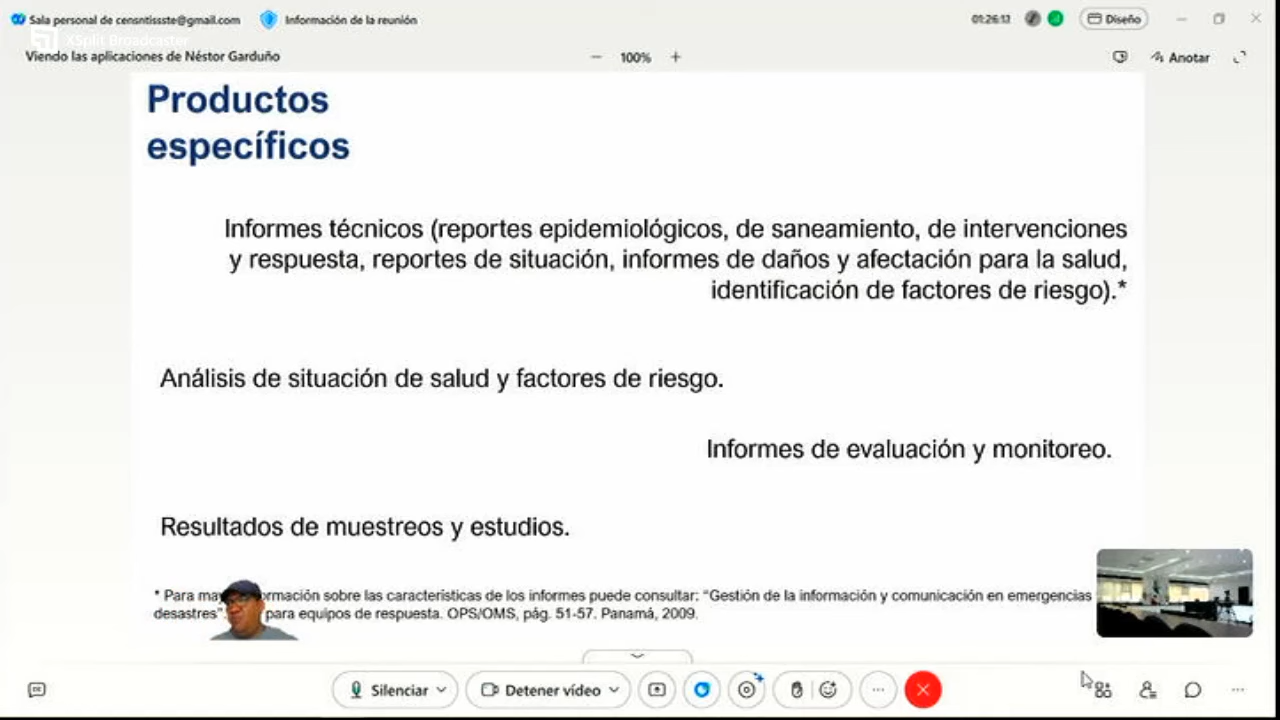 Sala personal de censntissste@gmail.com
Información de la reunión
01:26:13
Diseño
XSplit Broadcaster
Viendo las aplicaciones de Néstor Garduño
100%
Anotar
Productos
específicos
Informes técnicos (reportes epidemiológicos, de saneamiento, de intervenciones
y respuesta, reportes de situación, informes de daños y afectación para la salud,
identificación de factores de riesgo).*
Análisis de situación de salud y factores de riesgo.
Informes de evaluación y monitoreo.
Resultados de muestreos y estudios.
* Para may ormación sobre las características de los informes puede consultar: “Gestión de la información y comunicación en emergencias
desastres” para equipos de respuesta. OPS/OMS, pág. 51-57. Panamá, 2009.
Silenciar
Detener vídeo